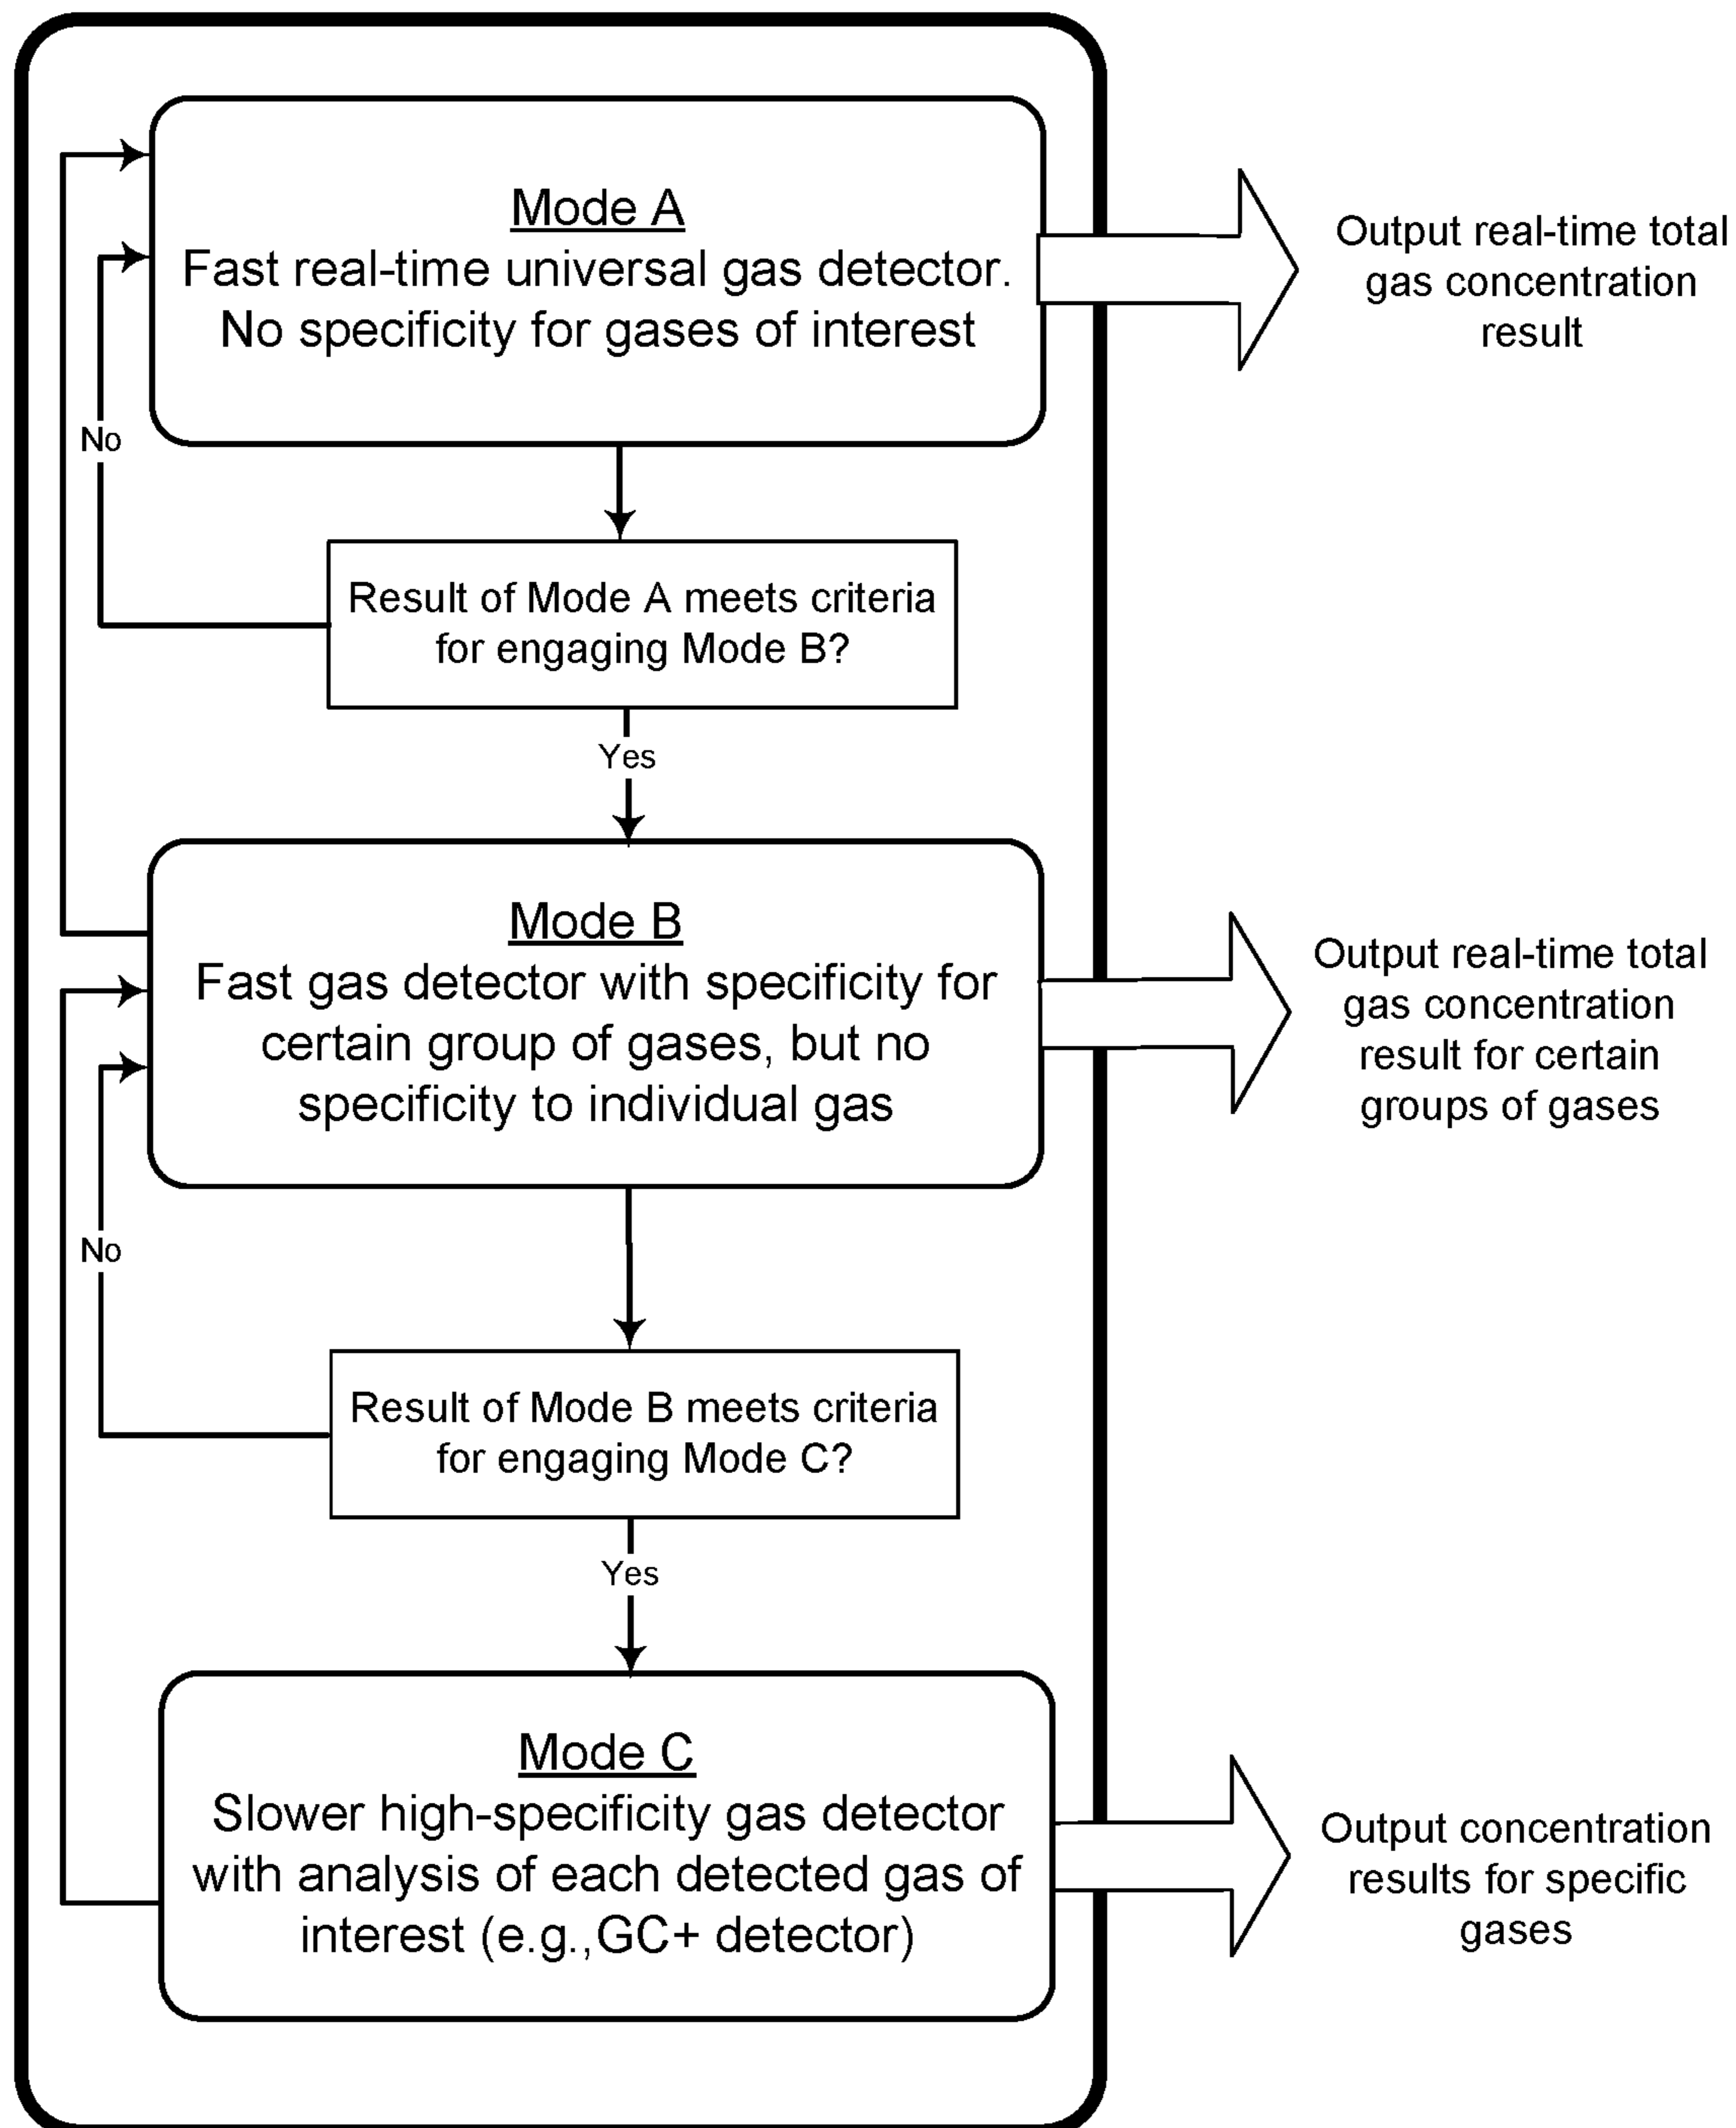 Mode A
Fast real-time universal gas detector.
No specificity for gases of interest
Output real-time total
gas concentration
result
No
Result of Mode A meets criteria
for engaging Mode B?
Yes
Mode B
Fast gas detector with specificity for
certain group of gases, but no
specificity to individual gas
Output real-time total
gas concentration
result for certain
groups of gases
No
Result of Mode B meets criteria
for engaging Mode C?
Yes
Mode C
Slower high-specificity gas detector
with analysis of each detected gas of
interest (e.g.,GC+ detector)
Output concentration
results for specific
gases